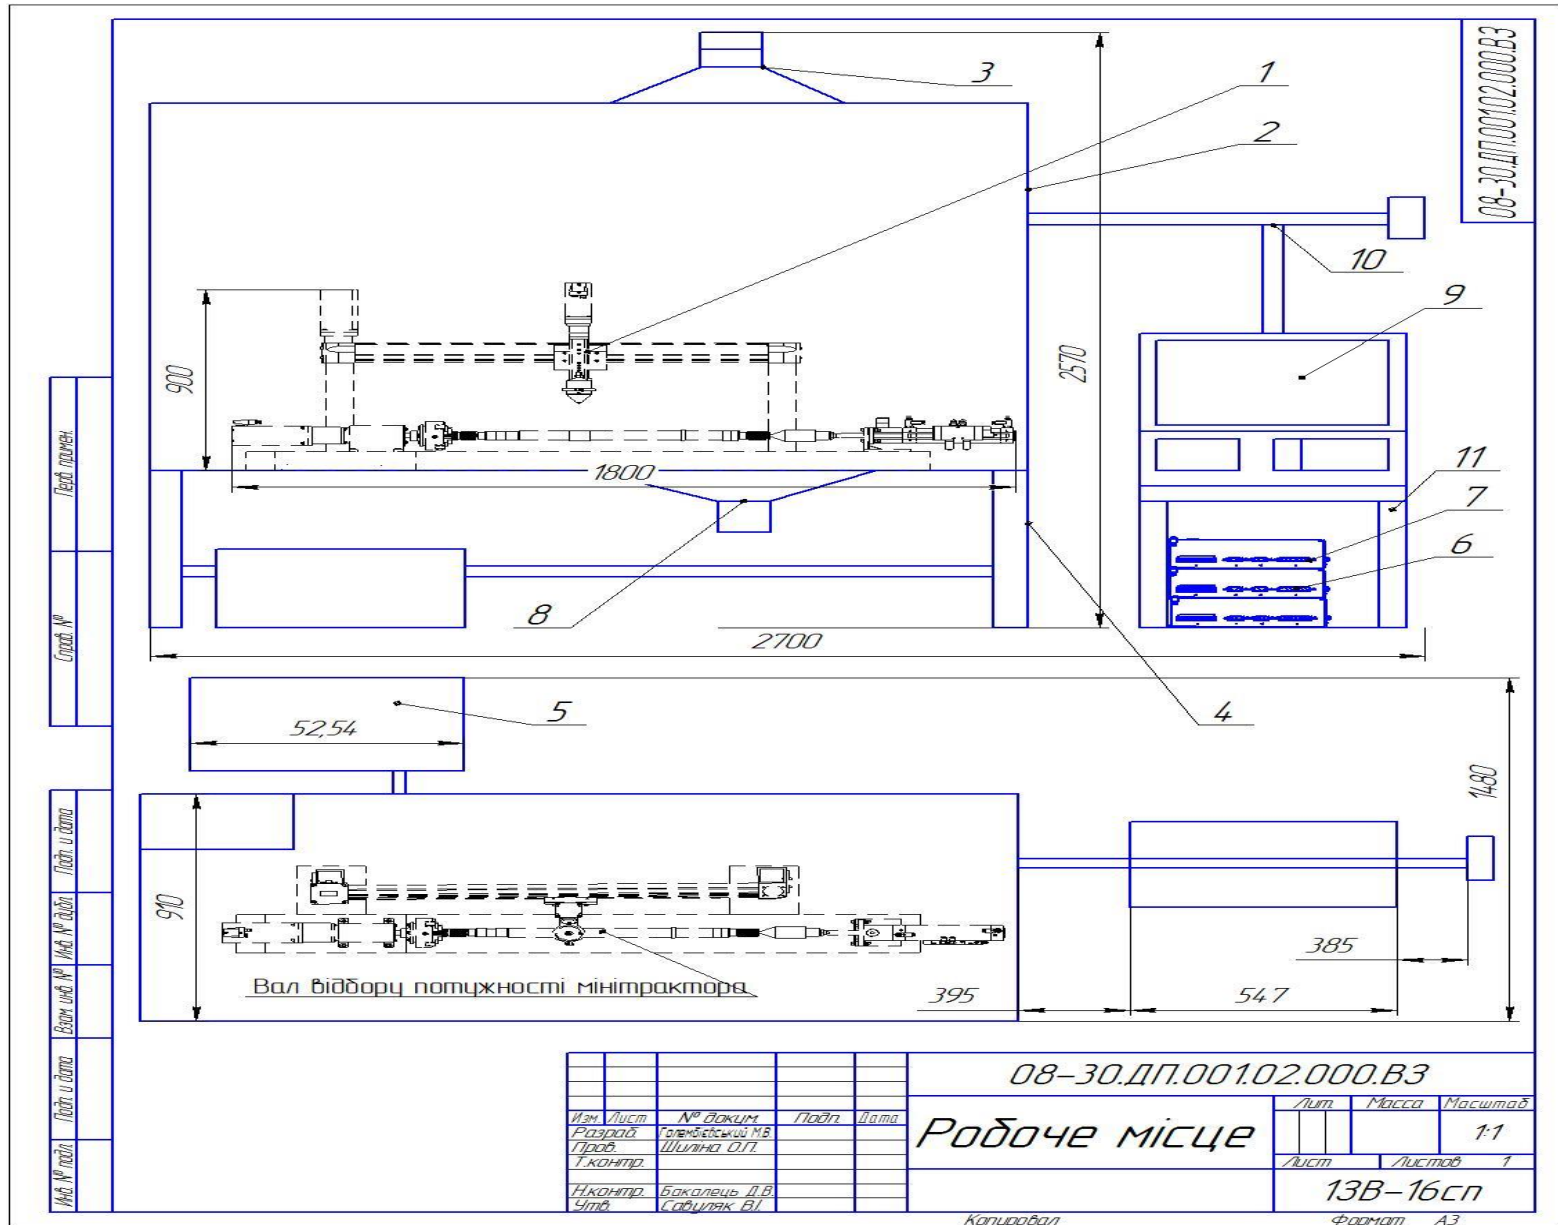 08-30.ДП.001.02.000.ВЗ
3
1
2
10
9
900
2570
1800
11
7
6
8
2700
5
4
52,54
1480
910
385
Вал відбору потужності мінітрактора
395
547
Перв. примен.
Справ. №
Подп. и дата
Инв. № дубл.
Взам. инв. №
Подп. и дата
Инв. № подл.
08-30.ДП.001.02.000.ВЗ
Изм. Лист № докум. Подп. Дата
Разраб. Голембієвський М.В.
Пров. Шиліна О.П.
Т.контр.
Н.контр. Бакалець Д.В.
Утв. Савуляк В.І.
Робоче місце
Лит. Масса Масштаб
1:1
Лист Листов 1
13В-16сп
Копировал Формат А3